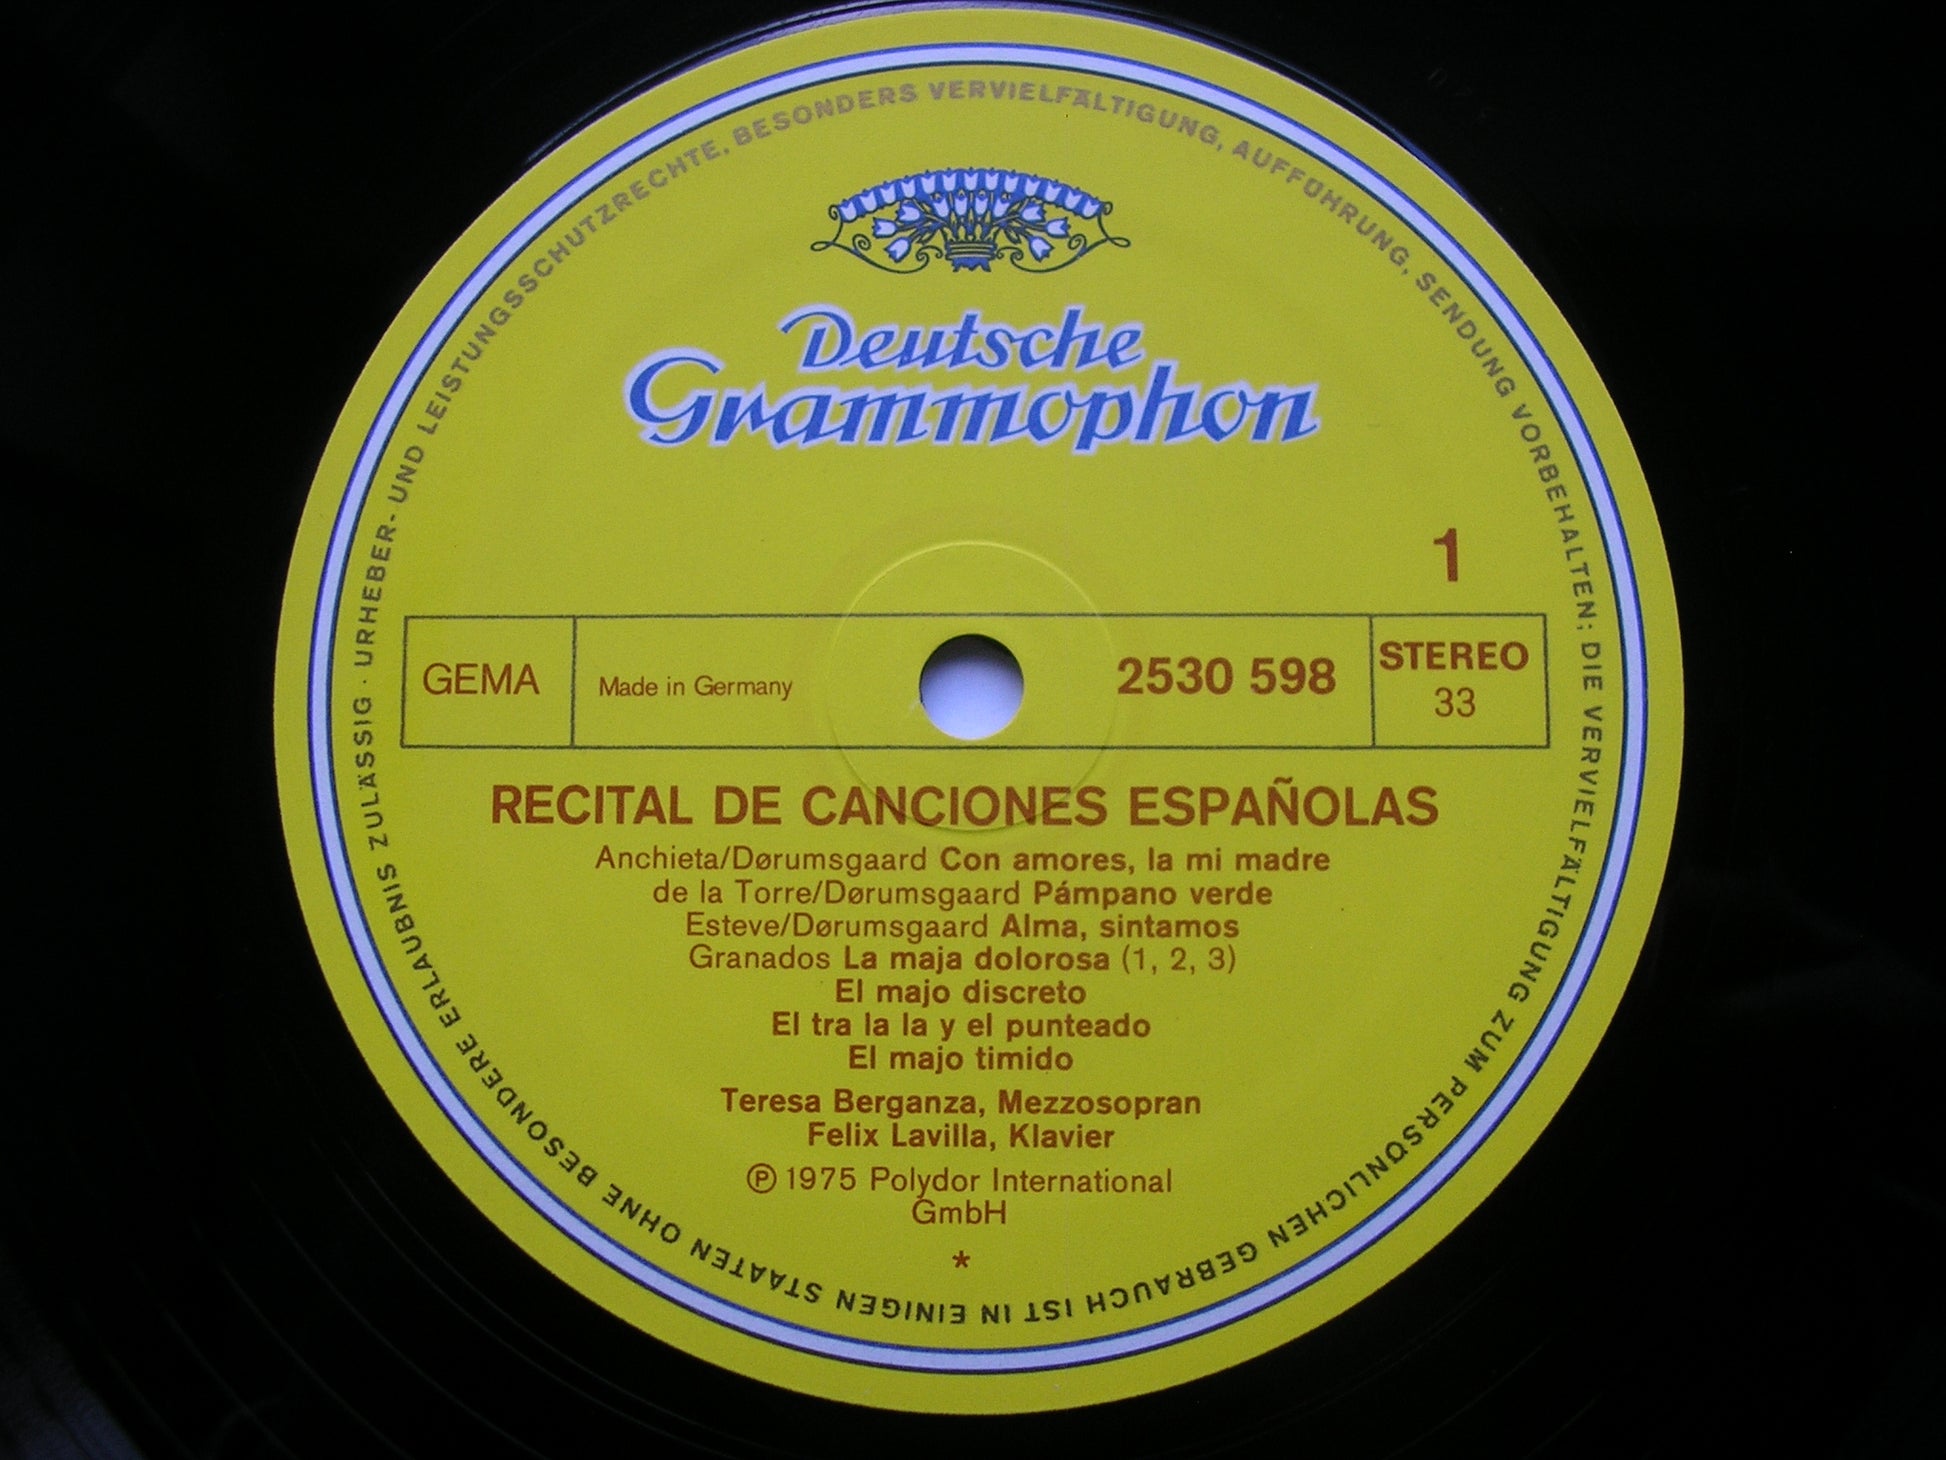 URHEBER- UND LEISTUNGSSCHUTZRECHTE, BESONDERS VERVIELFÄLTIGUNG, AUFFÜHRUNG, SENDUNG VORBEHALTEN; DIE VERVIELFÄLTIGUNG ZUM PERSÖNLICHEN GEBRAUCH IST IN EINIGEN STAATEN OHNE BESONDERE ERLAUBNIS ZULÄSSIG ·
Deutsche
Grammophon
1
GEMA
Made in Germany
2530 598
STEREO
33
RECITAL DE CANCIONES ESPAÑOLAS
Anchieta/Dørumsgaard Con amores, la mi madre
de la Torre/Dørumsgaard Pámpano verde
Esteve/Dørumsgaard Alma, sintamos
Granados La maja dolorosa (1, 2, 3)
El majo discreto
El tra la la y el punteado
El majo timido
Teresa Berganza, Mezzosopran
Felix Lavilla, Klavier
℗ 1975 Polydor International
GmbH
*